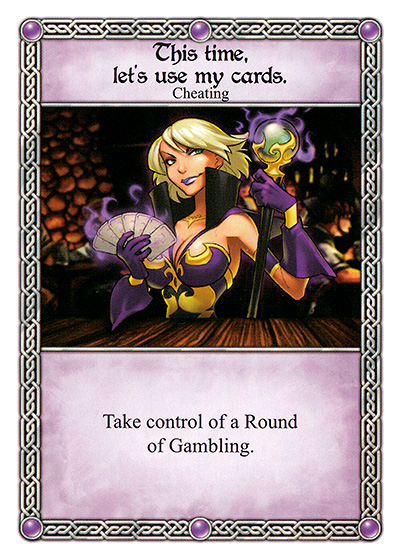 This time,
let's use my cards.
Cheating
Take control of a Round
of Gambling.